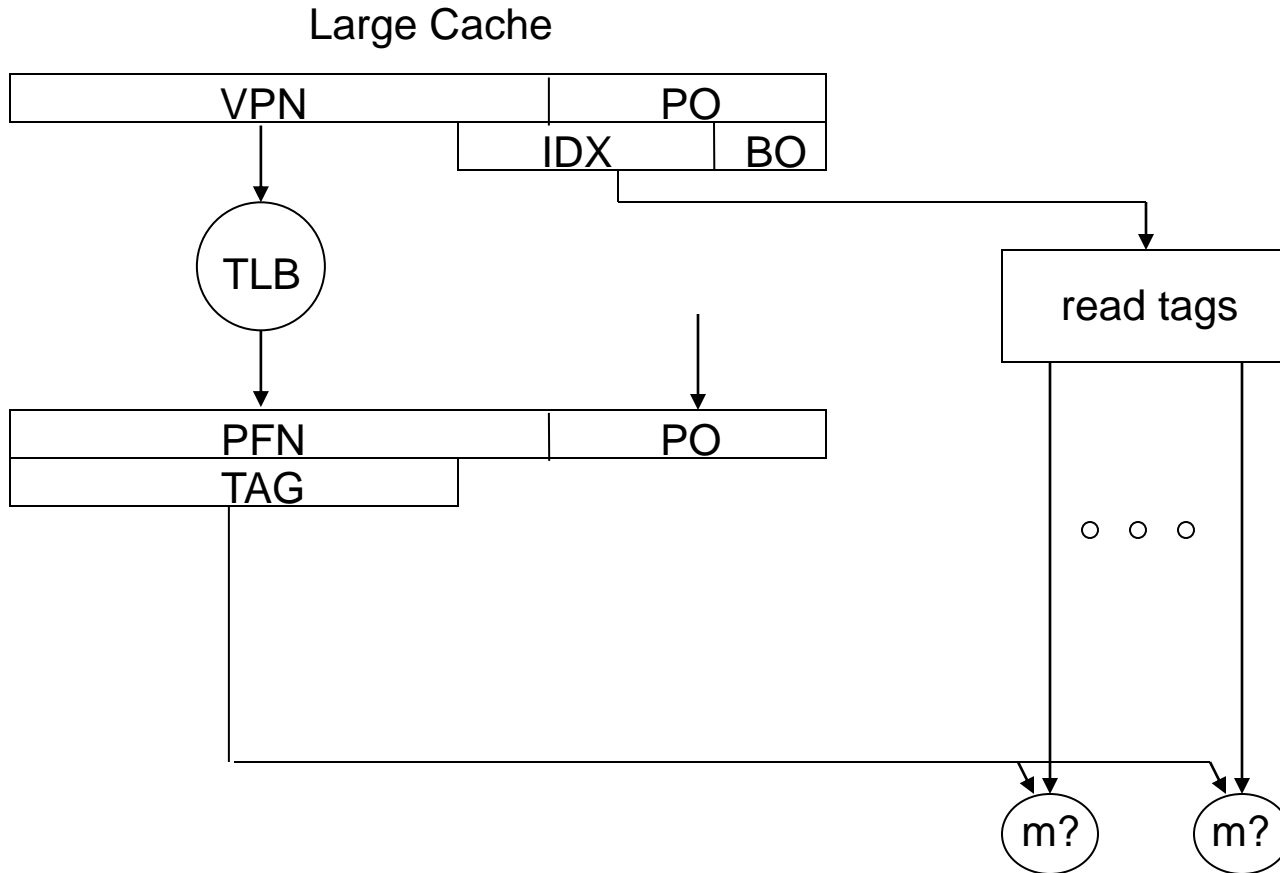 Large Cache
VPN PO
IDX BO
TLB
read tags
PFN PO
TAG
m? m?